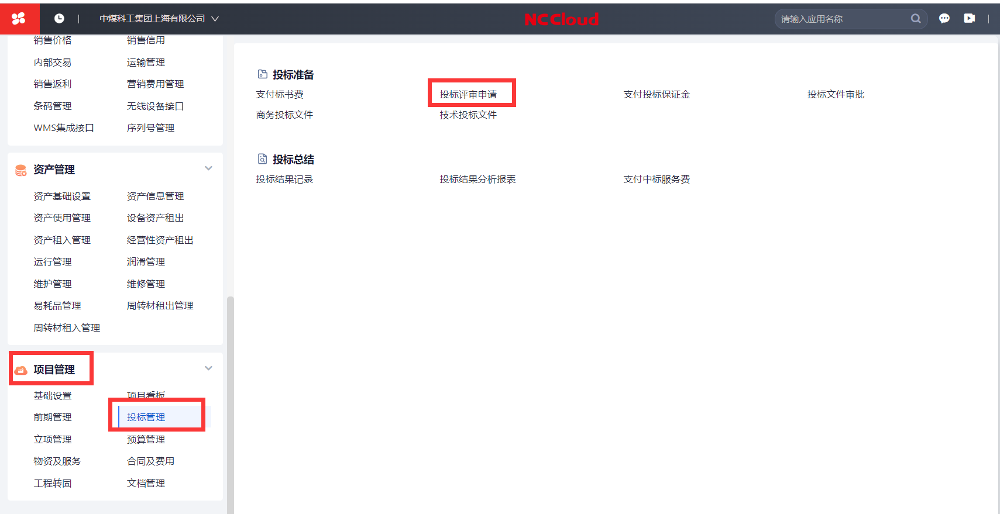 中煤科工集团上海有限公司
NCCloud
请输入应用名称
销售价格 销售信用
内部交易 运输管理
销售返利 营销费用管理
条码管理 无线设备接口
WMS集成接口 序列号管理
资产管理
资产基础设置 资产信息管理
资产使用管理 设备资产租出
资产租入管理 经营性资产租出
运行管理 润滑管理
维护管理 维修管理
易耗品管理 周转材租出管理
周转材租入管理
项目管理
基础设置 项目看板
前期管理 投标管理
立项管理 预算管理
物资及服务 合同及费用
工程转固 文档管理
投标准备
支付标书费 投标评审申请 支付投标保证金 投标文件审批
商务投标文件 技术投标文件
投标总结
投标结果记录 投标结果分析报表 支付中标服务费